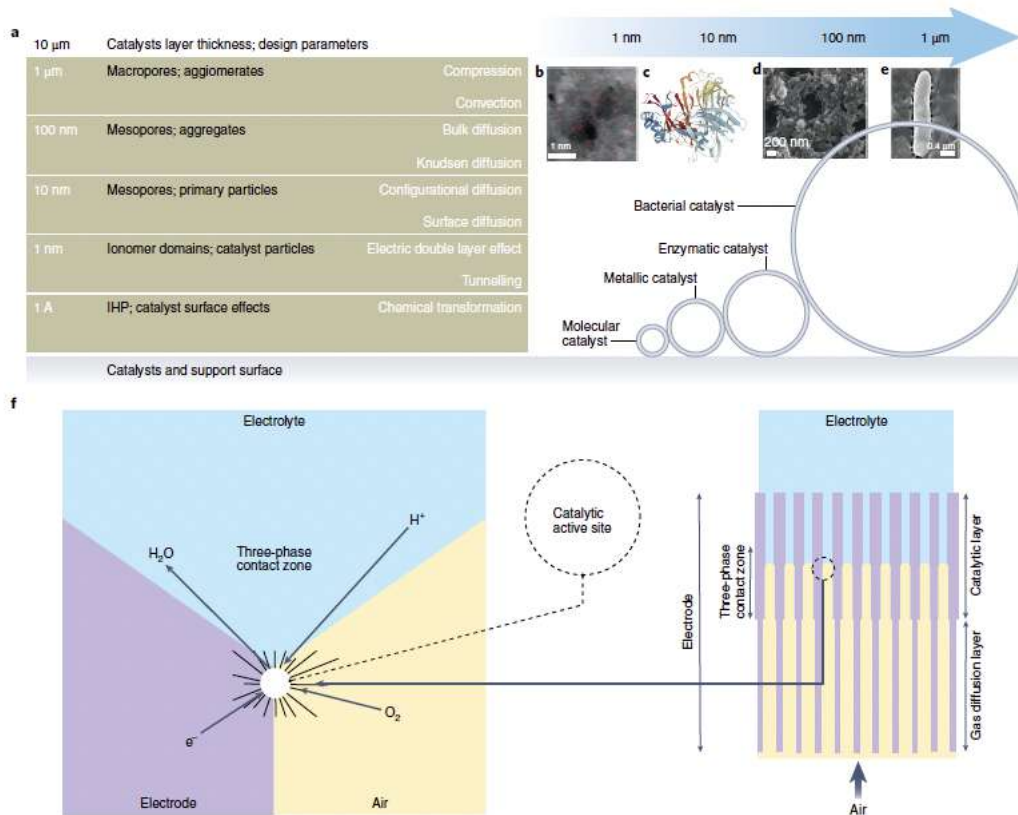 a
10 μm Catalysts layer thickness; design parameters
1 μm Macropores; agglomerates Compression
Convection
100 nm Mesopores; aggregates Bulk diffusion
Knudsen diffusion
10 nm Mesopores; primary particles Configurational diffusion
Surface diffusion
1 nm Ionomer domains; catalyst particles Electric double layer effect
Tunnelling
1 A IHP; catalyst surface effects Chemical transformation
Catalysts and support surface
1 nm 10 nm 100 nm 1 μm
b c d e
1 nm
200 nm
0.4 μm
Bacterial catalyst
Enzymatic catalyst
Metallic catalyst
Molecular
catalyst
f
Electrolyte
H₂O
Three-phase
contact zone
H⁺
e⁻
O₂
Electrode
Air
Catalytic
active site
Electrolyte
Electrode
Three-phase
contact zone
Catalytic layer
Gas diffusion layer
Air